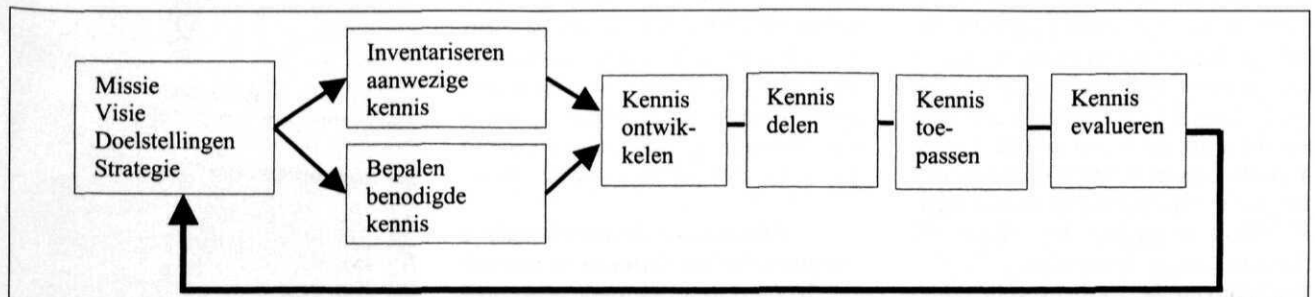 Missie
Visie
Doelstellingen
Strategie
Inventariseren
aanwezige
kennis
Bepalen
benodigde
kennis
Kennis
ontwik-
kelen
Kennis
delen
Kennis
toe-
passen
Kennis
evalueren